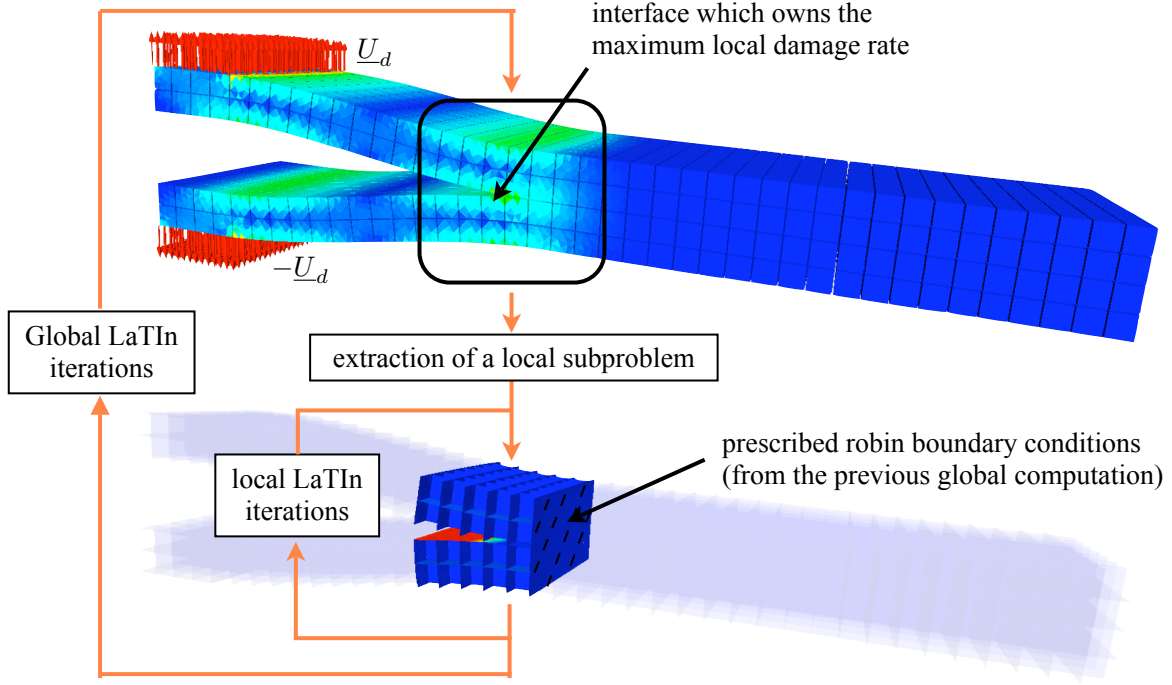 interface which owns the
maximum local damage rate
U_d
-U_d
Global LaTIn
iterations
extraction of a local subproblem
prescribed robin boundary conditions
(from the previous global computation)
local LaTIn
iterations